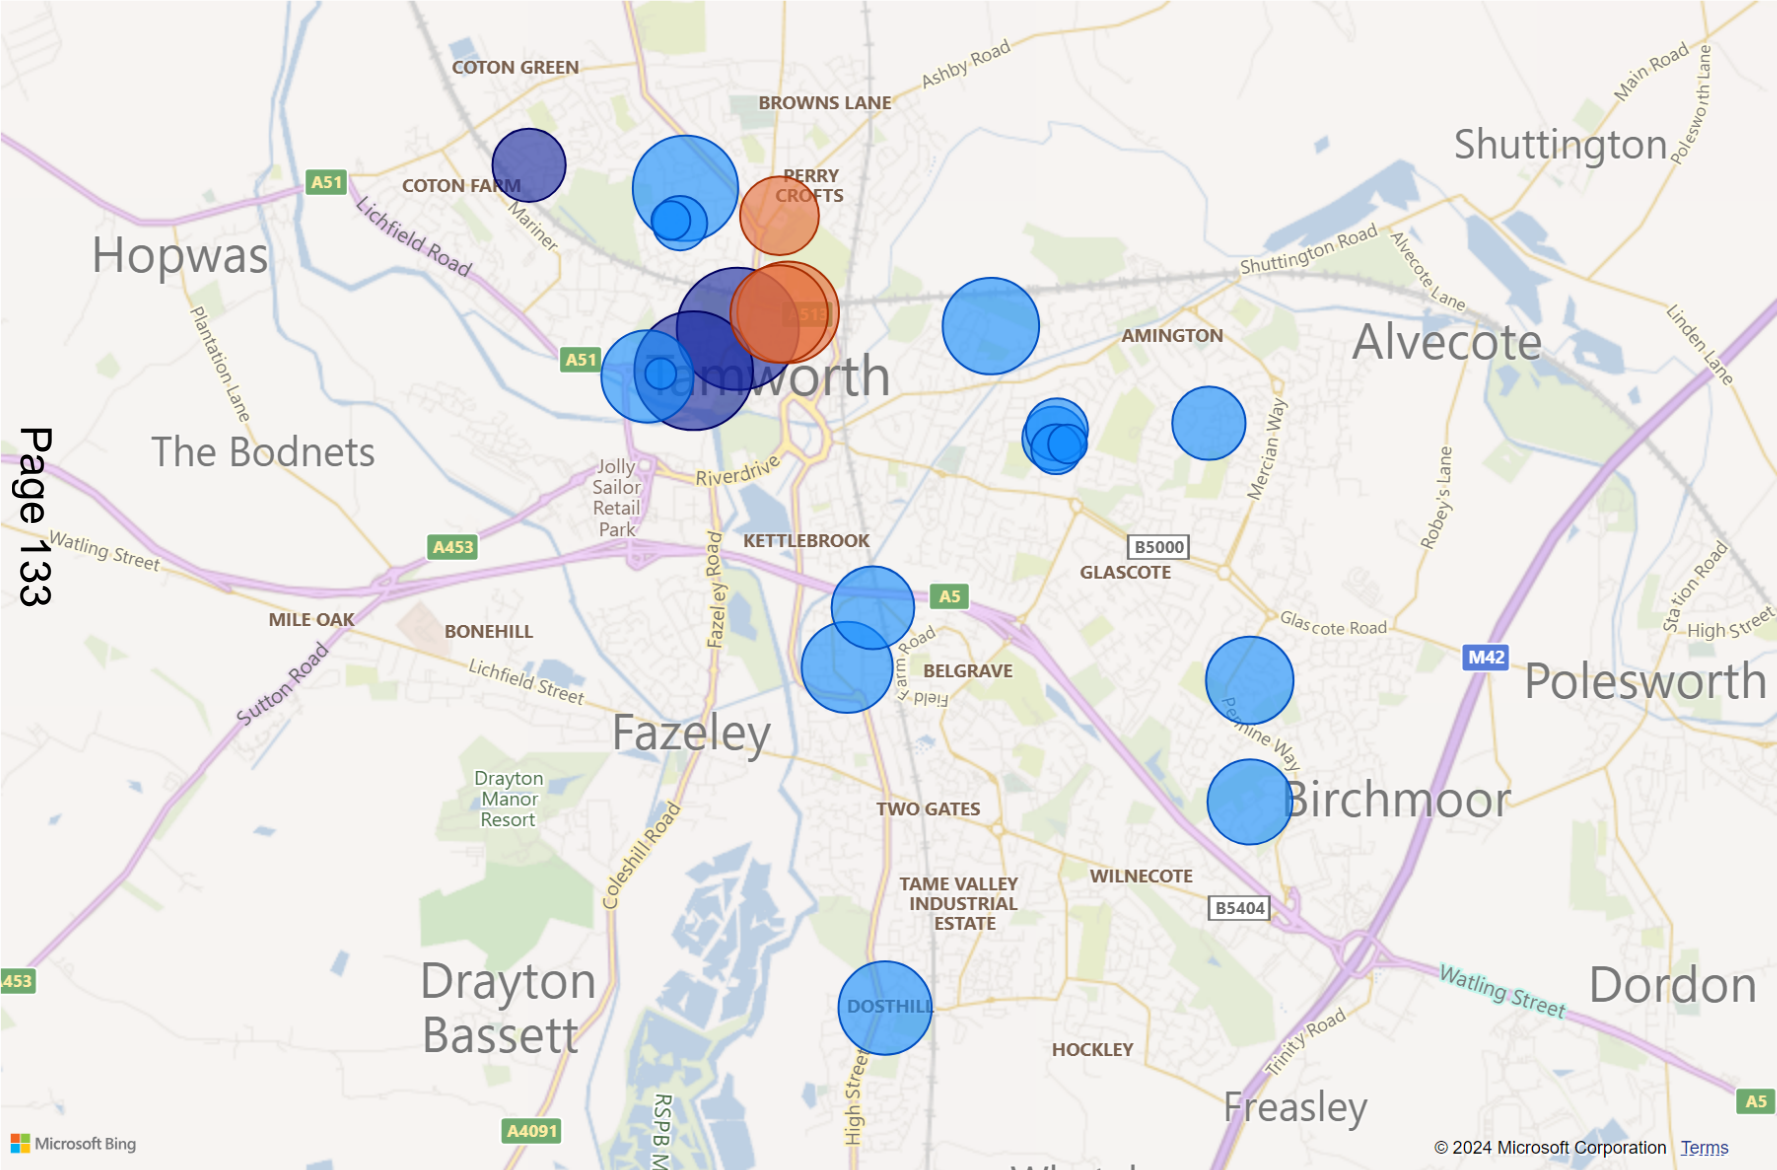 COTON GREEN
Ashby Road
BROWNS LANE
Main Road
Polesworth Lane
Shuttington
A51
COTON FARM
PERRY
CROFTS
Mariner
Lichfield Road
Hopwas
Shuttington Road
Alvecote Lane
Plantation Lane
513
Linden Lane
AMINGTON
Alvecote
A51
Tamworth
Mercian Way
The Bodnets
Page 133
Jolly
Sailor
Retail
Park
Riverdrive
Robey's Lane
Watling Street
A453
KETTLEBROOK
B5000
GLASCOTE
Fazeley Road
A5
Station Road
MILE OAK
BONEHILL
Glascote Road
High Street
Sutton Road
Lichfield Street
Farm Road
Field
BELGRAVE
M42
Polesworth
Fazeley
Pennine Way
Drayton
Manor
Resort
TWO GATES
Birchmoor
Coleshill Road
WILNECOTE
TAME VALLEY
INDUSTRIAL
ESTATE
B5404
A453
Drayton
Bassett
DOSTHILL
Watling Street
Dordon
HOCKLEY
Trinity Road
High Street
Freasley
A5
RSPB M
A4091
Microsoft Bing
© 2024 Microsoft Corporation Terms